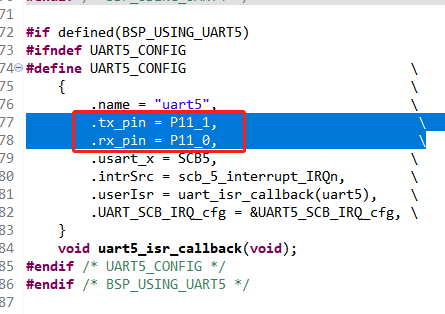 71
72 #if defined(BSP_USING_UART5)
73 #ifndef UART5_CONFIG
74 #define UART5_CONFIG \
75 { \
76 .name = "uart5", \
77 .tx_pin = P11_1, \
78 .rx_pin = P11_0, \
79 .usart_x = SCB5, \
80 .intrSrc = scb_5_interrupt_IRQn, \
81 .userIsr = uart_isr_callback(uart5), \
82 .UART_SCB_IRQ_cfg = &UART5_SCB_IRQ_cfg, \
83 }
84 void uart5_isr_callback(void);
85 #endif /* UART5_CONFIG */
86 #endif /* BSP_USING_UART5 */
87